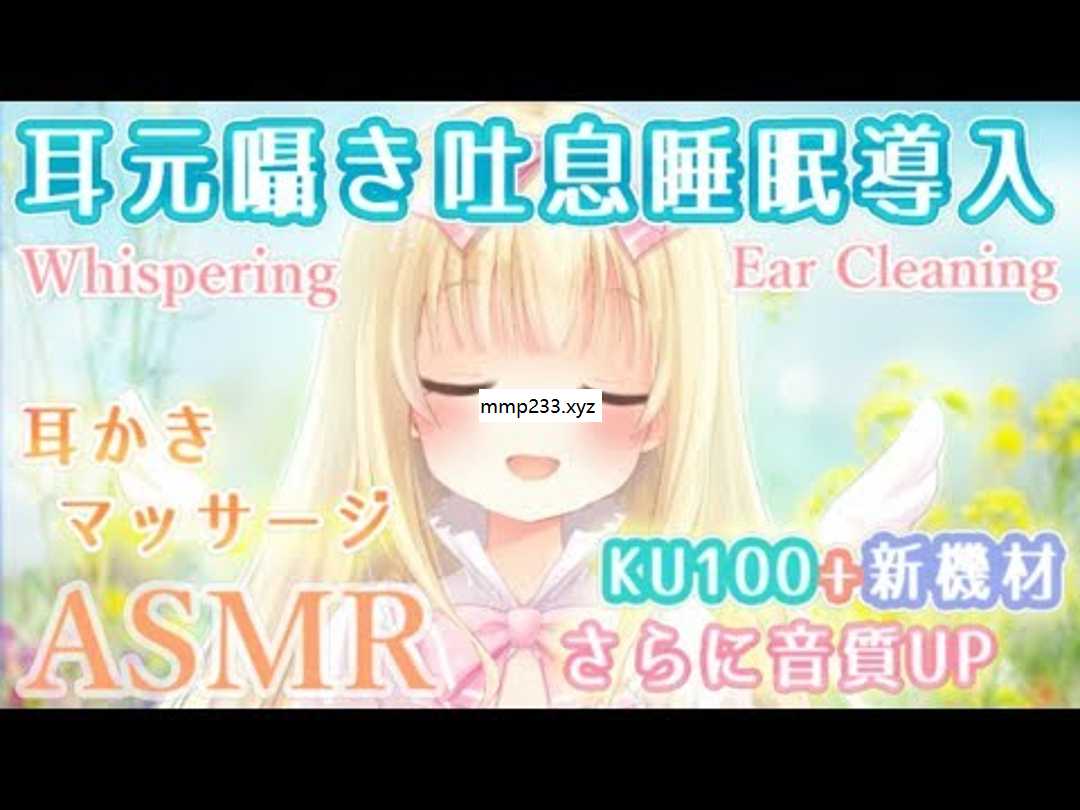 耳元囁き吐息睡眠導入
Whispering
Ear Cleaning
mmp233.xyz
耳かき
マッサージ
ASMR
KU100+新機材
さらに音質UP